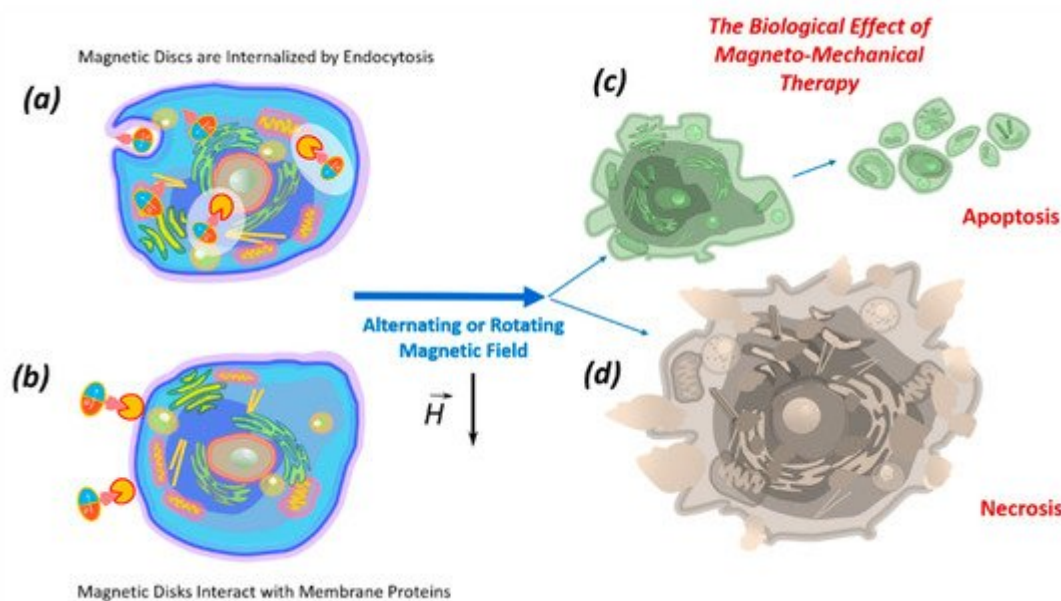 Magnetic Discs are Internalized by Endocytosis
(a)
The Biological Effect of
Magneto-Mechanical
Therapy
(c)
Apoptosis
Alternating or Rotating
Magnetic Field
H
(b)
(d)
Necrosis
Magnetic Disks Interact with Membrane Proteins